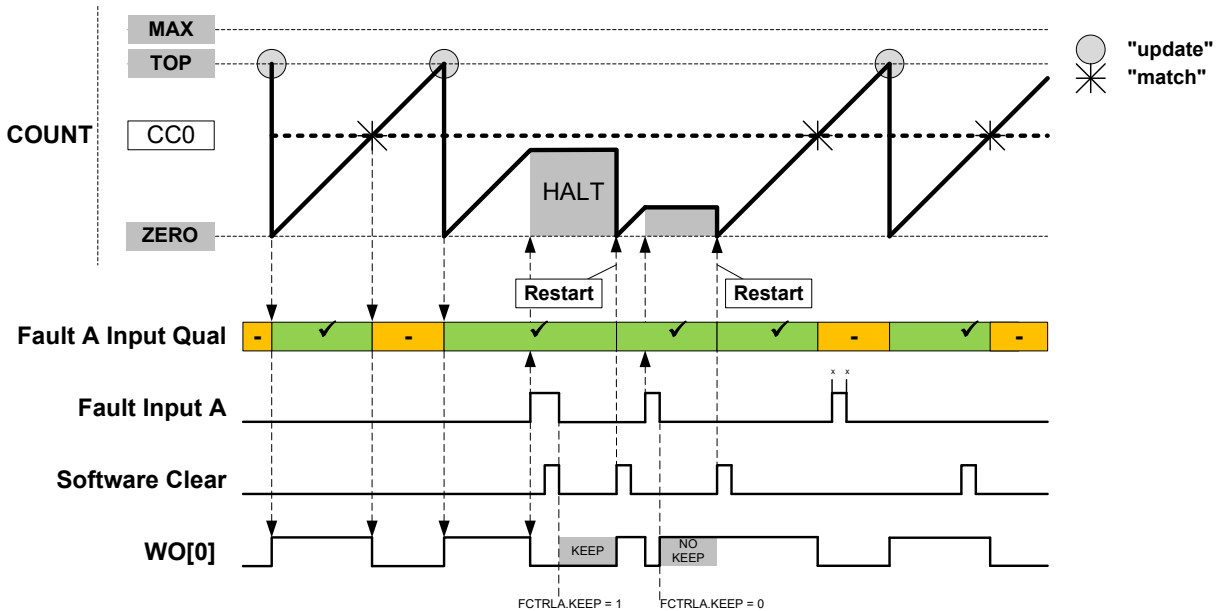 MAX
TOP
"update"
"match"
COUNT
CC0
HALT
ZERO
Restart
Restart
Fault A Input Qual
- ✓ - ✓ ✓ ✓ - ✓ -
x x
Fault Input A
Software Clear
WO[0]
KEEP
NO
KEEP
FCTRLA.KEEP = 1
FCTRLA.KEEP = 0